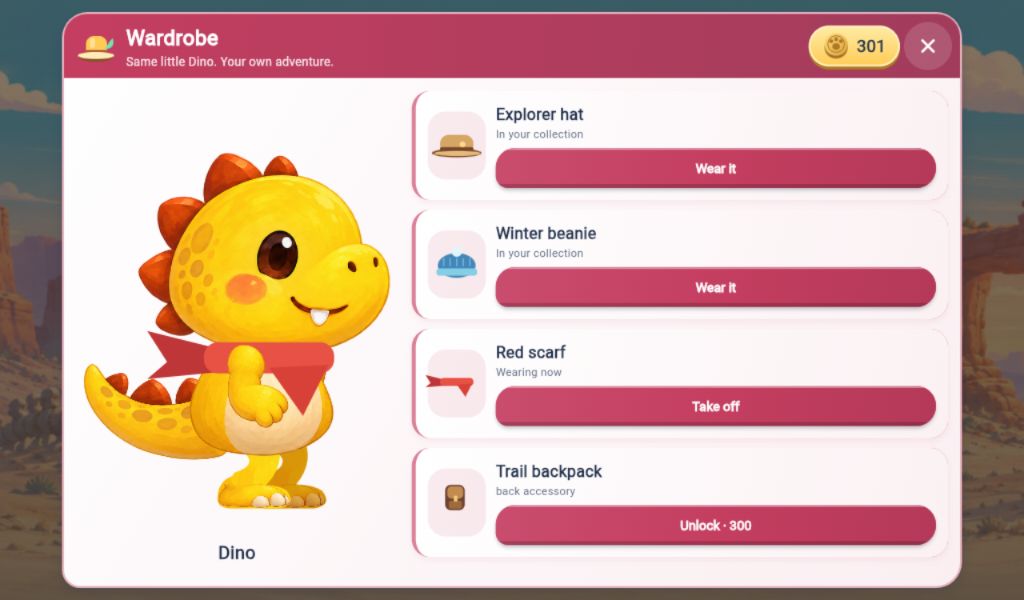 Wardrobe
Same little Dino. Your own adventure.
301
Explorer hat
In your collection
Wear it
Winter beanie
In your collection
Wear it
Red scarf
Wearing now
Take off
Trail backpack
back accessory
Unlock · 300
Dino